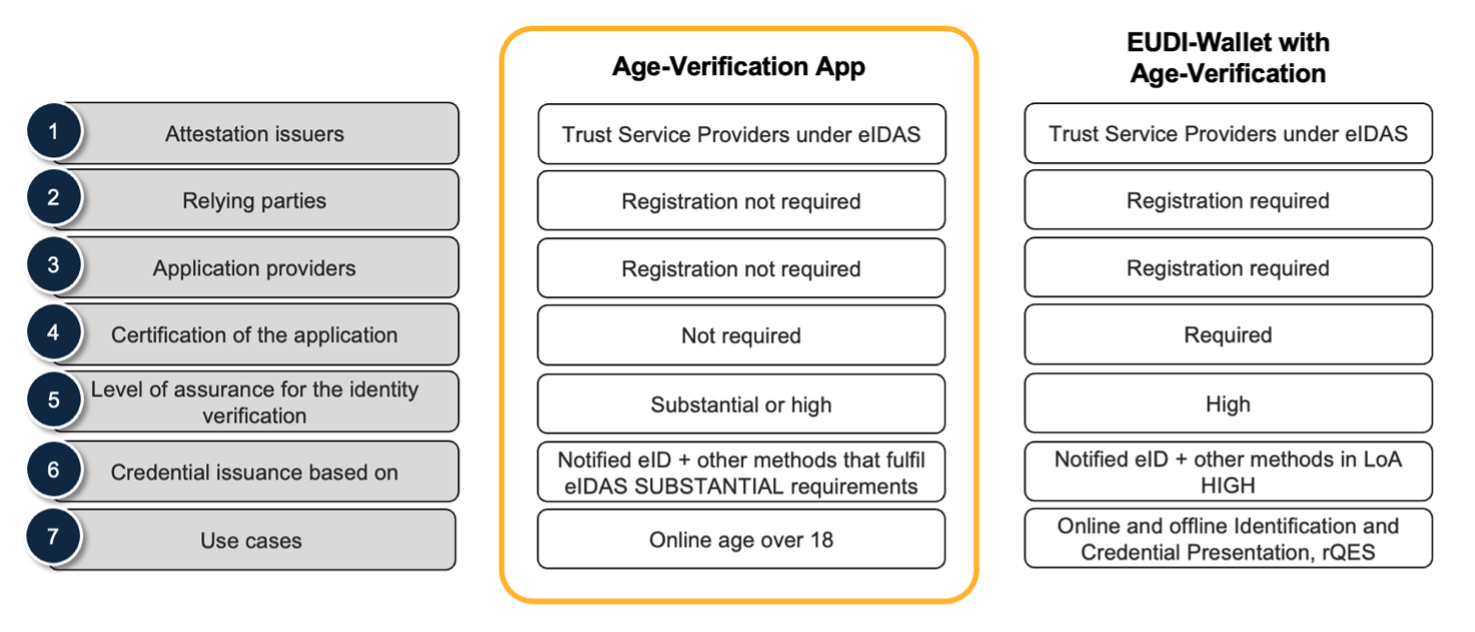 Age-Verification App
EUDI-Wallet with
Age-Verification
1
Attestation issuers
Trust Service Providers under eIDAS
Trust Service Providers under eIDAS
2
Relying parties
Registration not required
Registration required
3
Application providers
Registration not required
Registration required
4
Certification of the application
Not required
Required
5
Level of assurance for the identity
verification
Substantial or high
High
6
Credential issuance based on
Notified eID + other methods that fulfil
eIDAS SUBSTANTIAL requirements
Notified eID + other methods in LoA
HIGH
7
Use cases
Online age over 18
Online and offline Identification and
Credential Presentation, rQES